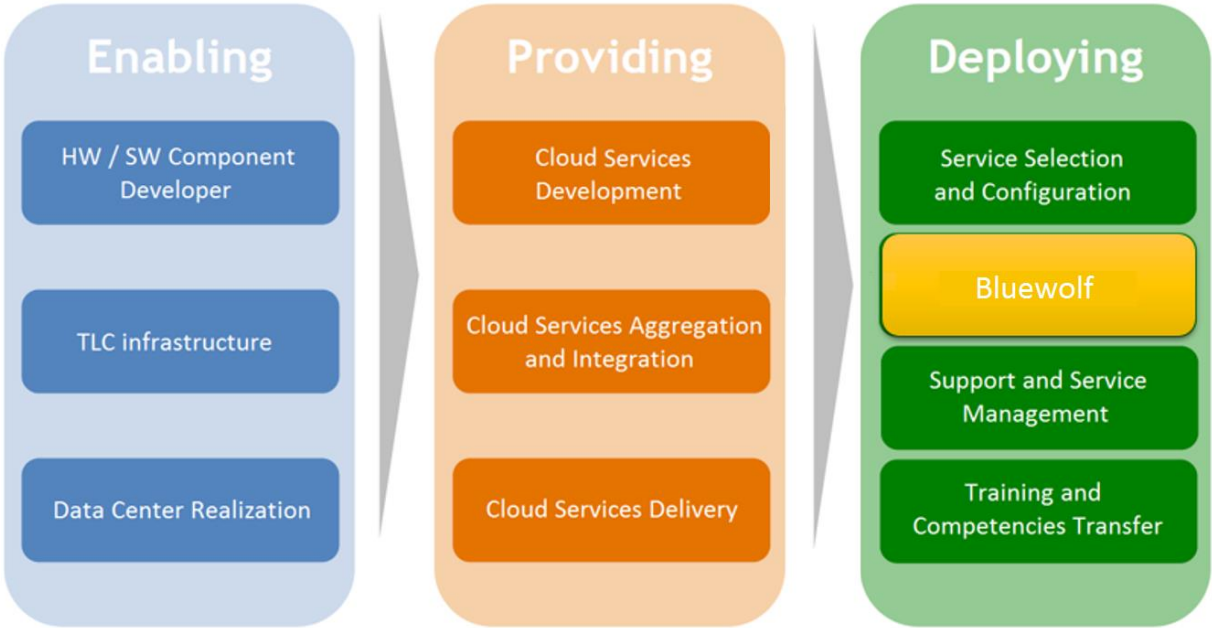 Enabling
HW / SW Component
Developer
TLC infrastructure
Data Center Realization
Providing
Cloud Services
Development
Cloud Services Aggregation
and Integration
Cloud Services Delivery
Deploying
Service Selection
and Configuration
Bluewolf
Support and Service
Management
Training and
Competencies Transfer